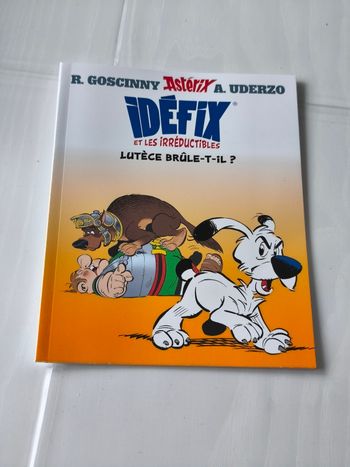 R. GOSCINNY Astérix A. UDERZO
IDÉFIX
ET LES IRRÉDUCTIBLES
LUTÈCE BRÛLE-T-IL ?